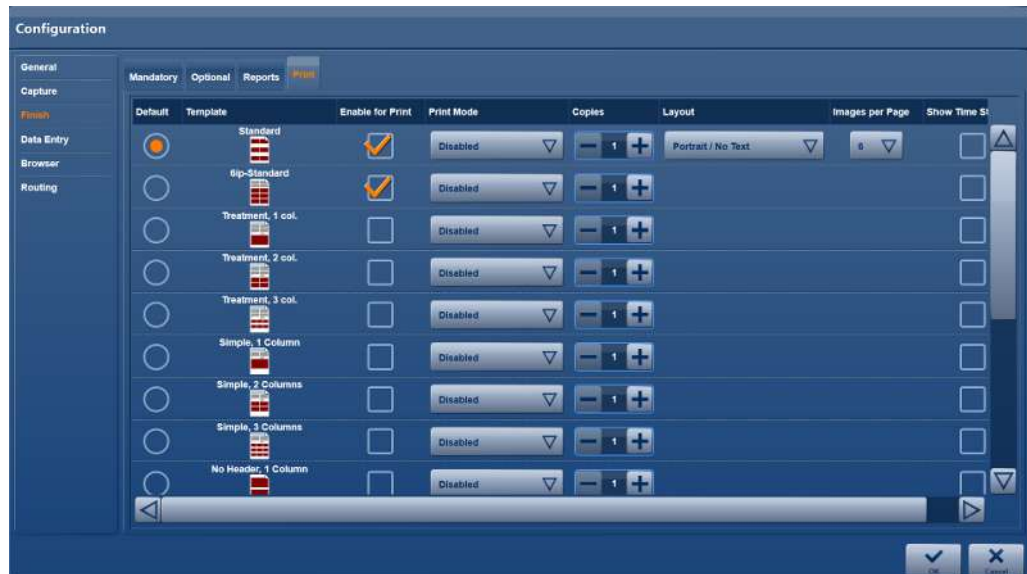 Configuration
General
Capture
Finish
Data Entry
Browser
Routing
Mandatory Optional Reports Print
Default Template Enable for Print Print Mode Copies Layout Images per Page Show Time St
Standard
Disabled 1 Portrait / No Text 6
6ip-Standard
Disabled 1
Treatment, 1 col.
Disabled 1
Treatment, 2 col.
Disabled 1
Treatment, 3 col.
Disabled 1
Simple, 1 Column
Disabled 1
Simple, 2 Columns
Disabled 1
Simple, 3 Columns
Disabled 1
No Header, 1 Column
Disabled 1
OK Cancel